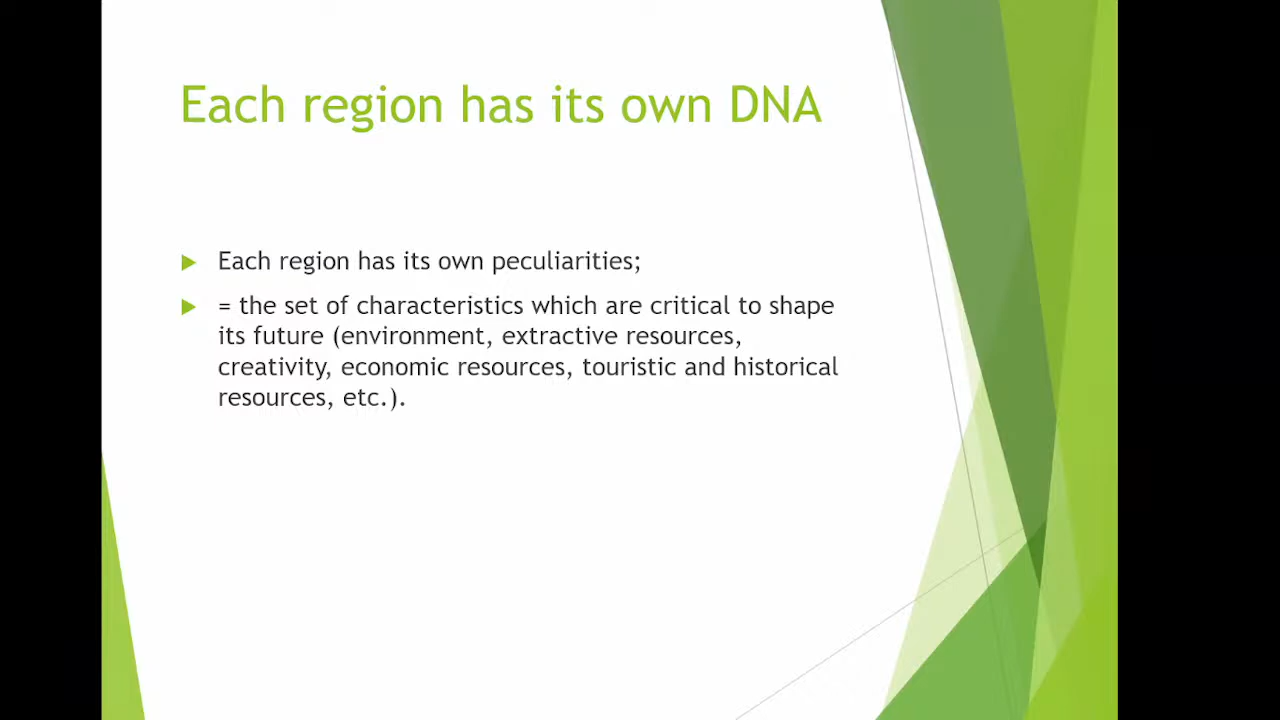 Each region has its own DNA
Each region has its own peculiarities;
= the set of characteristics which are critical to shape
its future (environment, extractive resources,
creativity, economic resources, touristic and historical
resources, etc.).